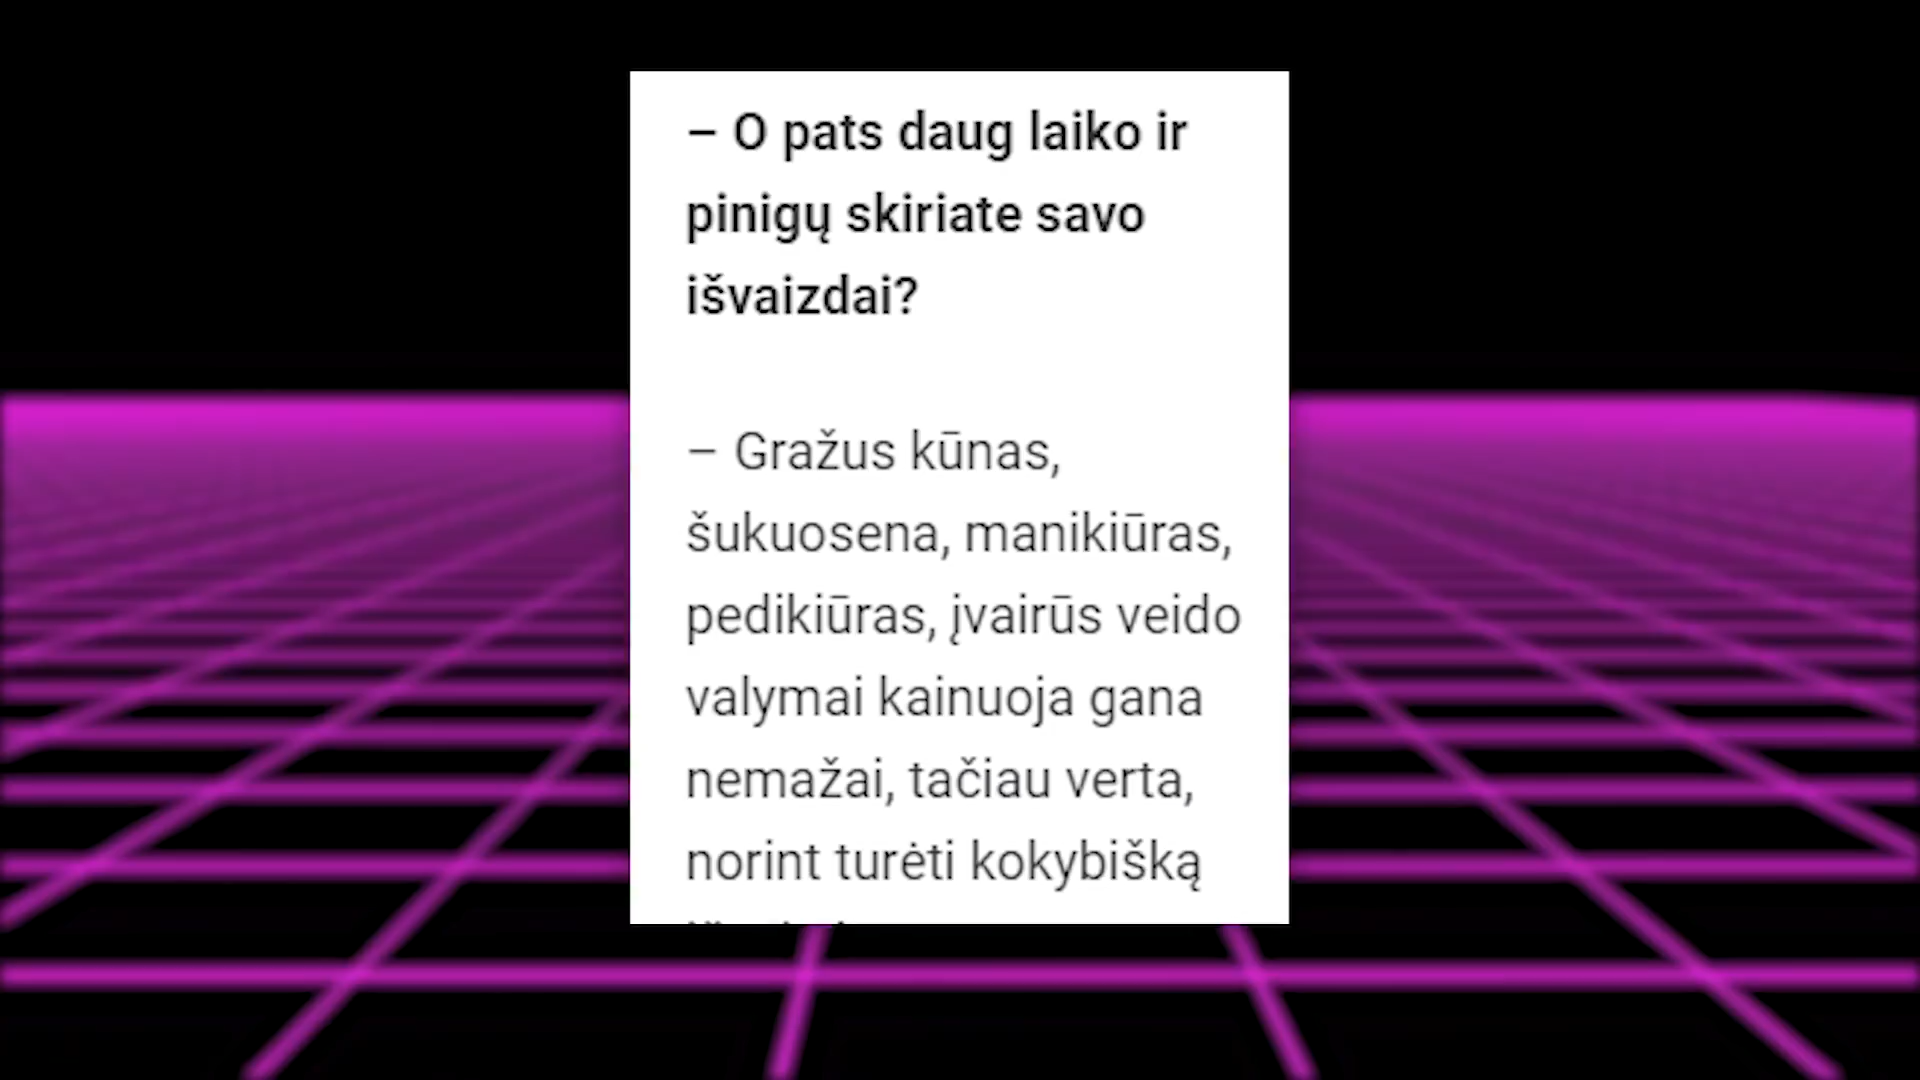 – O pats daug laiko ir
pinigų skiriate savo
išvaizdai?
– Gražus kūnas,
šukuosena, manikiūras,
pedikiūras, įvairūs veido
valymai kainuoja gana
nemažai, tačiau verta,
norint turėti kokybišką